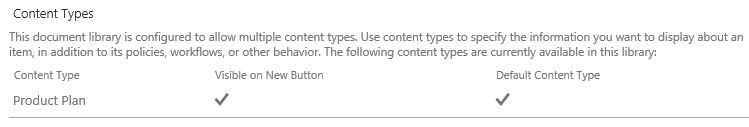 Content Types
This document library is configured to allow multiple content types. Use content types to specify the information you want to display about an
item, in addition to its policies, workflows, or other behavior. The following content types are currently available in this library:
Content Type Visible on New Button Default Content Type
Product Plan ✓ ✓